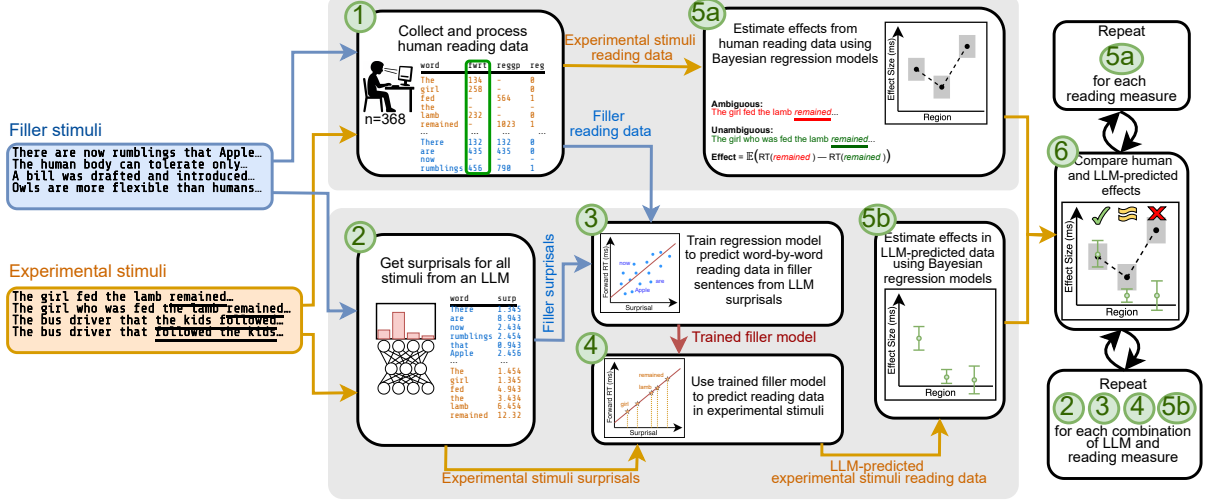 Filler stimuli
There are now rumblings that Apple…
The human body can tolerate only…
A bill was drafted and introduced…
Owls are more flexible than humans…
Experimental stimuli
The girl fed the lamb remained…
The girl who was fed the lamb remained…
The bus driver that the kids followed…
The bus driver that followed the kids…
1
Collect and process
human reading data
n=368
word fwrt reggp reg
The 134 - 0
girl 258 - 0
fed - 564 1
the - -
lamb 232 - 0
remained - 1023 1
… … … …
There 132 132 0
are 435 435 0
now - -
rumblings 456 790 1
Experimental stimuli
reading data
Filler
reading data
5a
Estimate effects from
human reading data using
Bayesian regression models
Ambiguous:
The girl fed the lamb remained...
Unambiguous:
The girl who was fed the lamb remained...
Effect = 𝔼(RT(remained) — RT(remained))
Effect Size (ms)
Region
2
Get surprisals for all
stimuli from an LLM
word surp
There 1.345
are 8.943
now 2.434
rumblings 2.454
that 0.943
Apple 2.456
… …
The 1.454
girl 1.345
fed 4.943
the 3.434
lamb 6.454
remained 12.32
Filler surprisals
Experimental stimuli surprisals
3
Train regression model
to predict word-by-word
reading data in filler
sentences from LLM
surprisals
Forward RT (ms)
now
are
Apple
Surprisal
Trained filler model
4
Use trained filler model
to predict reading data
in experimental stimuli
Forward RT (ms)
remained
lamb
girl
Surprisal
LLM-predicted
experimental stimuli reading data
5b
Estimate effects in
LLM-predicted data
using Bayesian
regression models
Effect Size (ms)
Region
Repeat
5a
for each
reading measure
6
Compare human
and LLM-predicted
effects
Effect Size (ms)
Region
Repeat
2 3 4 5b
for each combination
of LLM and
reading measure